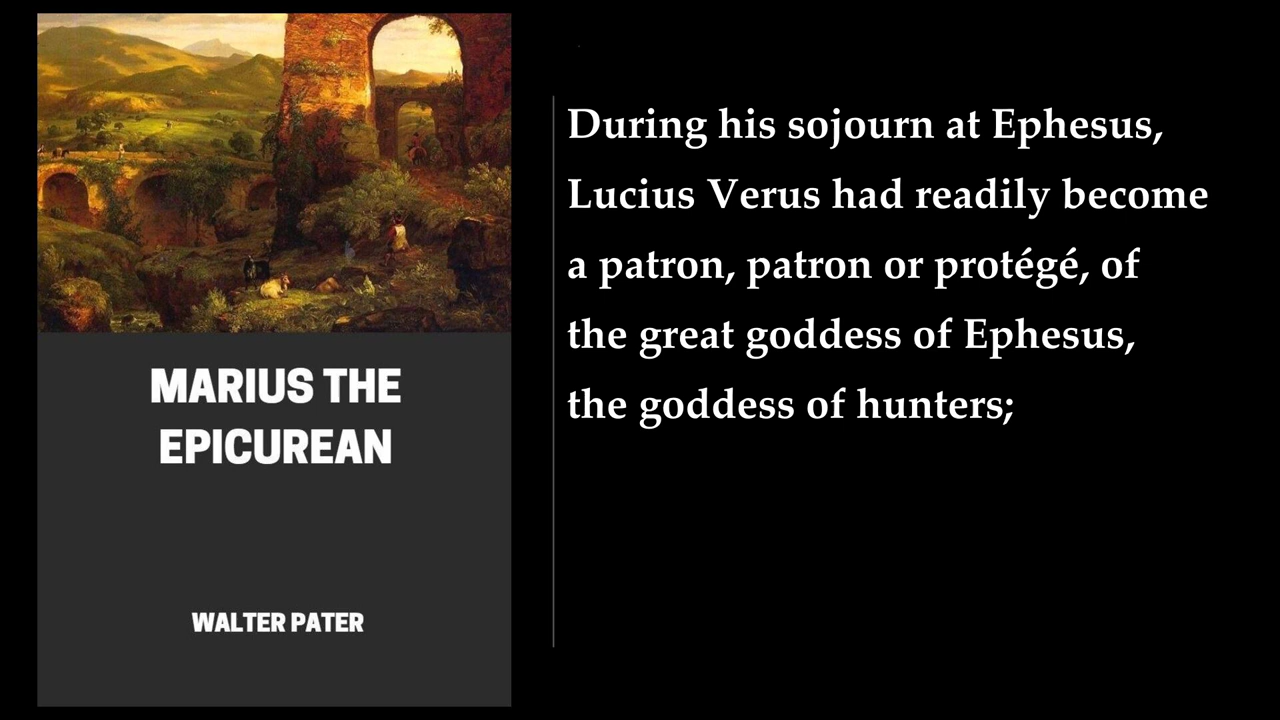 MARIUS THE
EPICUREAN
WALTER PATER
During his sojourn at Ephesus,
Lucius Verus had readily become
a patron, patron or protégé, of
the great goddess of Ephesus,
the goddess of hunters;